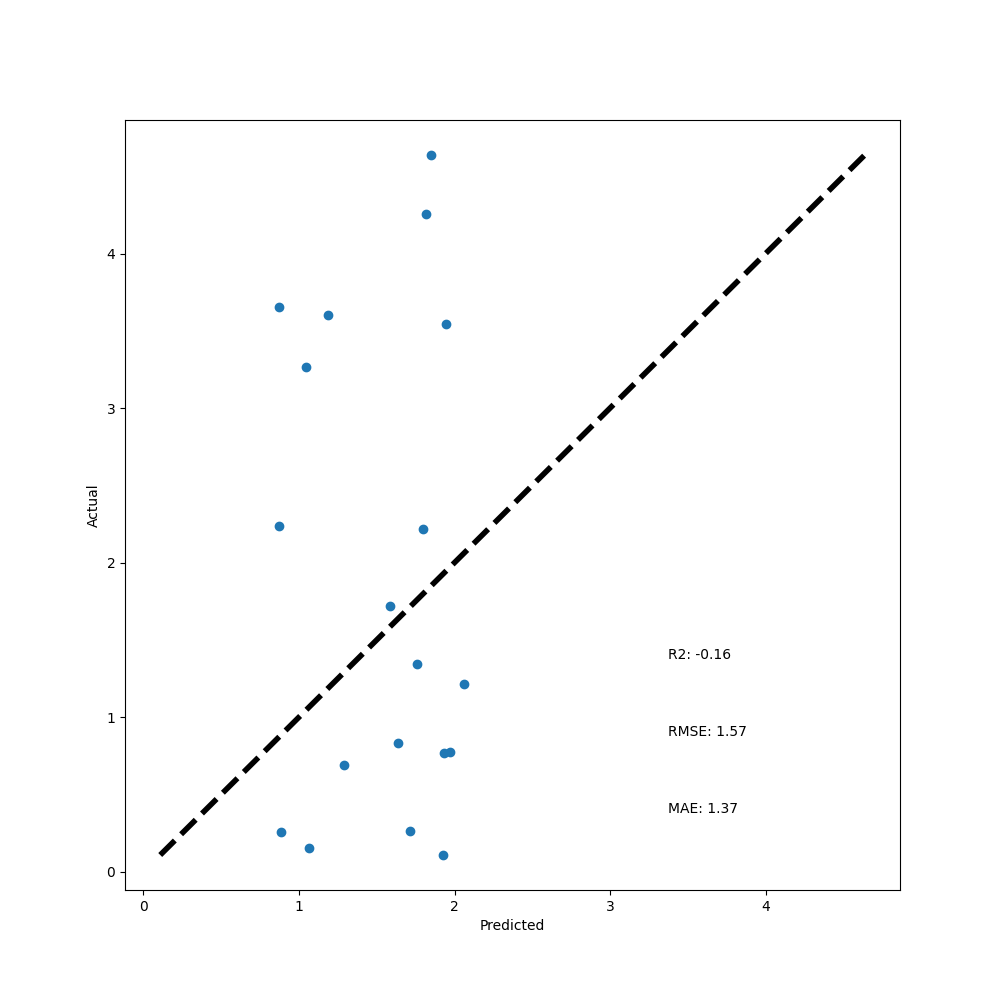 4
3
2
1
0
Actual
R2: -0.16
RMSE: 1.57
MAE: 1.37
0 1 2 3 4
Predicted